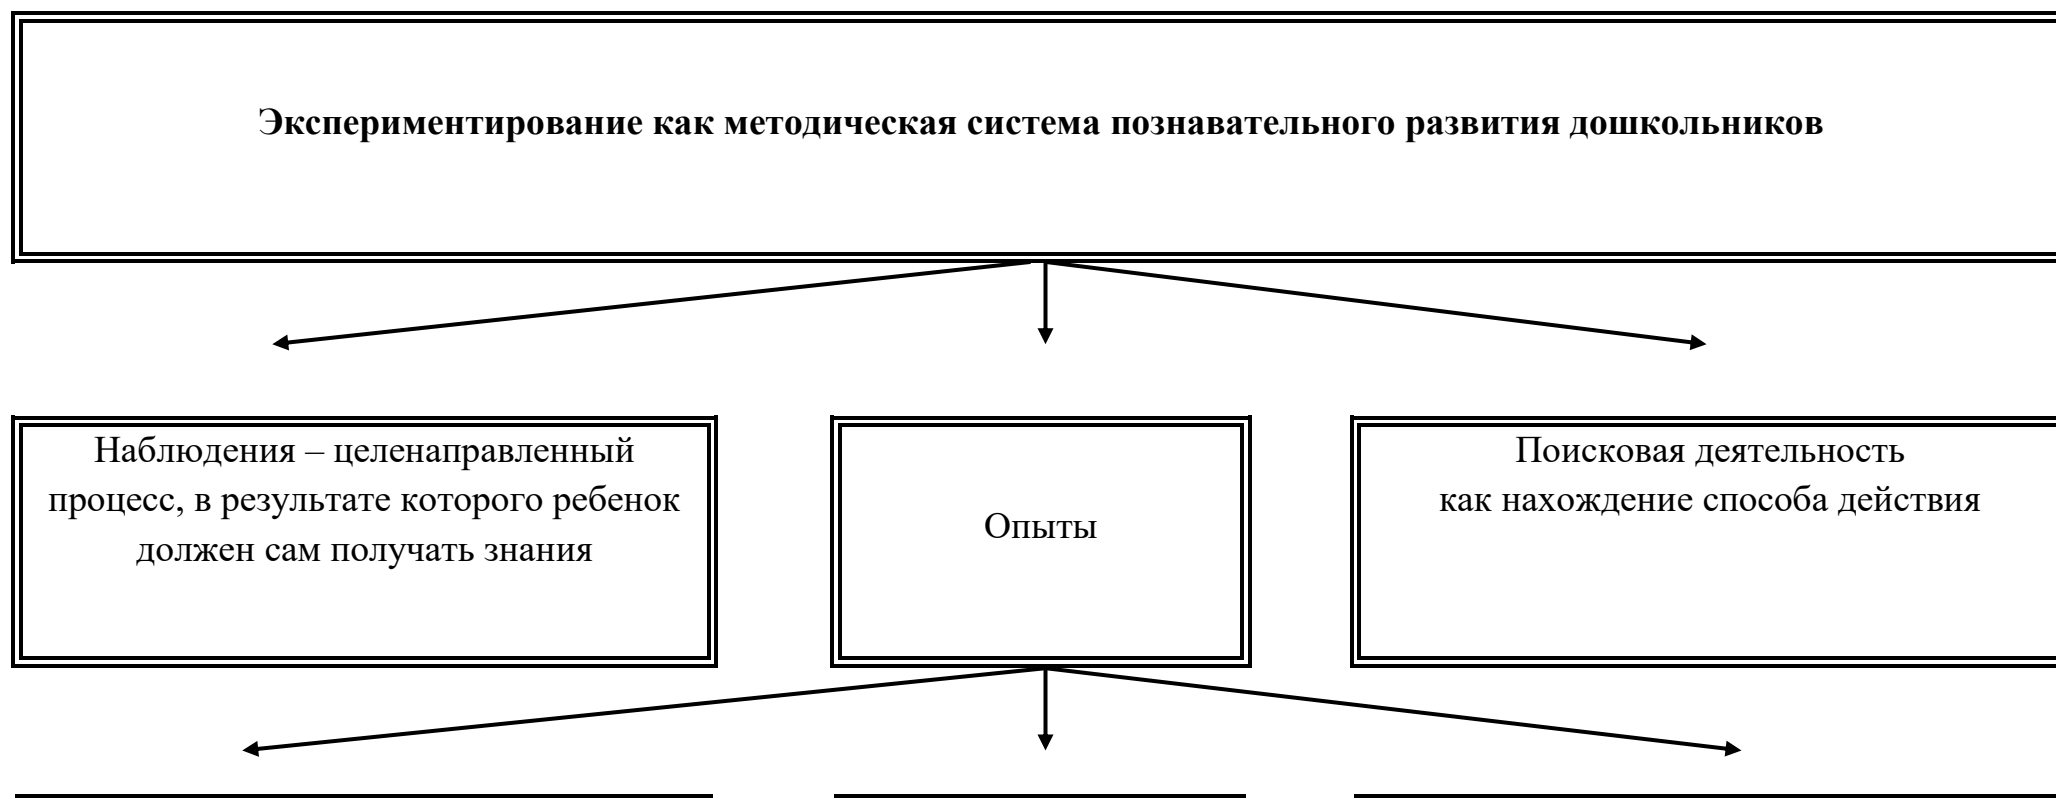 Экспериментирование как методическая система познавательного развития дошкольников
Наблюдения – целенаправленный
процесс, в результате которого ребенок
должен сам получать знания
Опыты
Поисковая деятельность
как нахождение способа действия